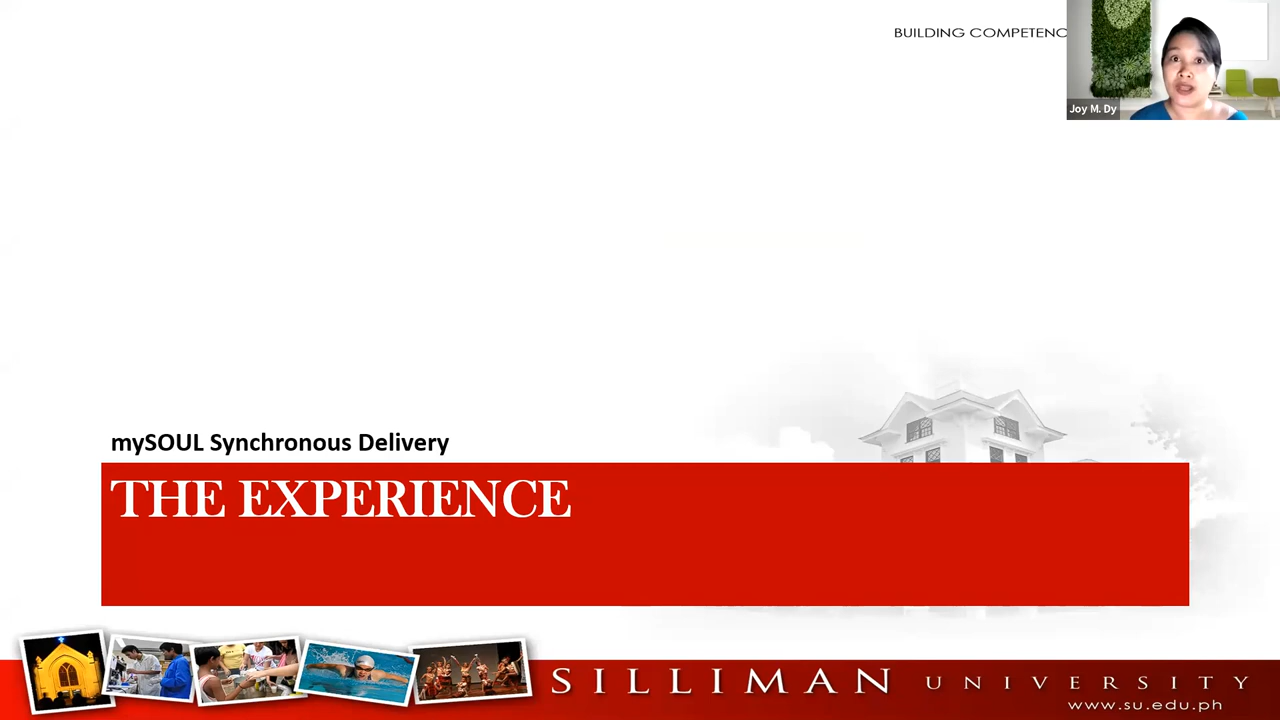 BUILDING COMPETENC
Joy M. Dy
mySOUL Synchronous Delivery
THE EXPERIENCE
SILLIMAN UNIVERSITY
www.su.edu.ph